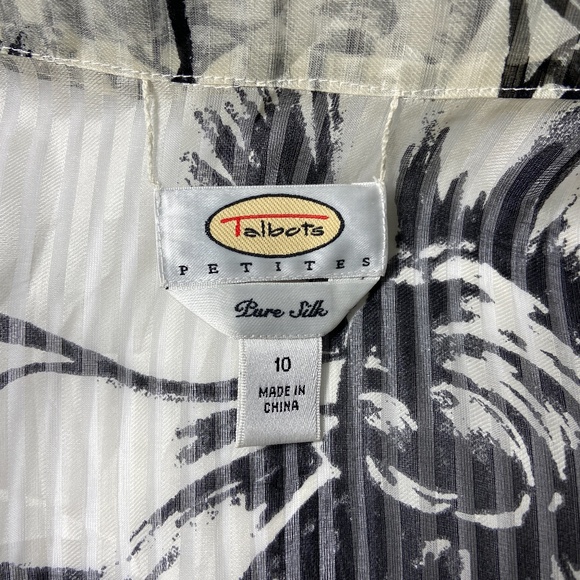 Talbots
PETITES
Pure Silk
10
MADE IN
CHINA